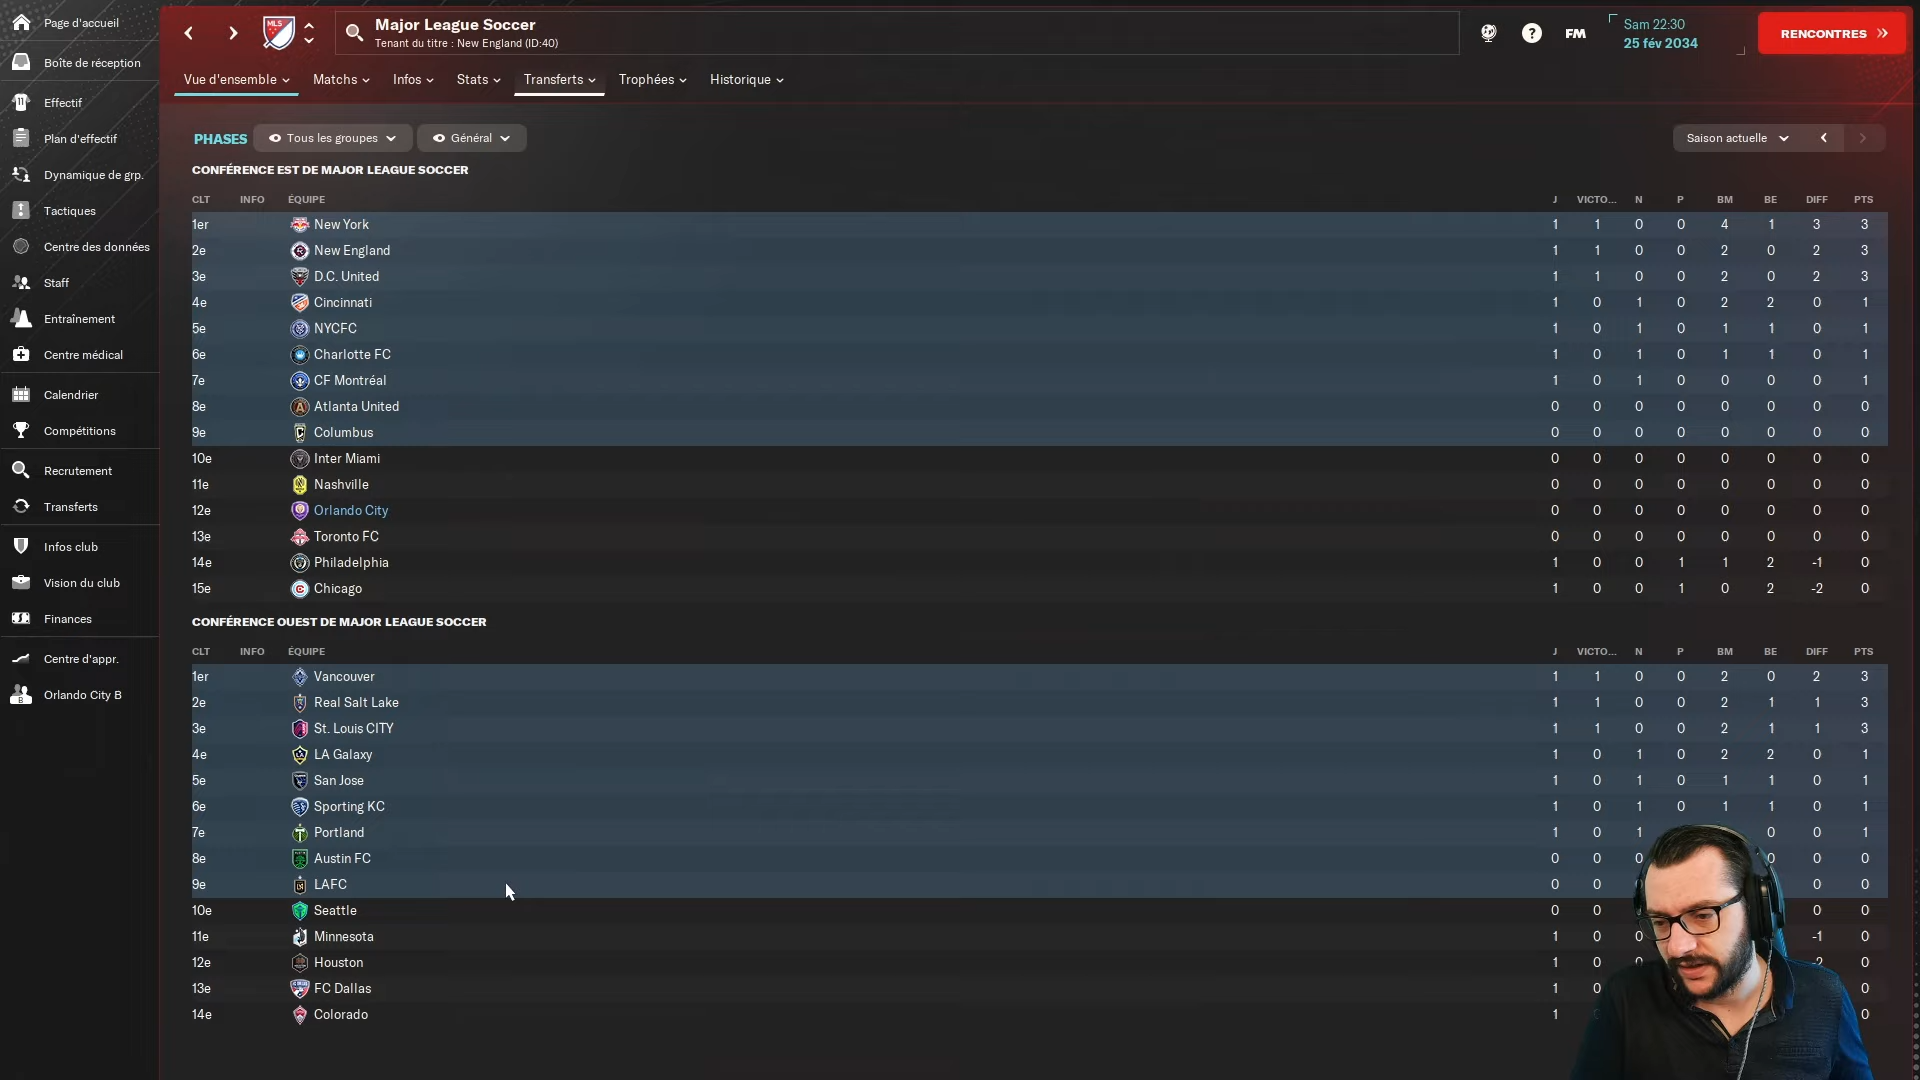 Page d'accueil
Boîte de réception
Effectif
Plan d'effectif
Dynamique de grp.
Tactiques
Centre des données
Staff
Entraînement
Centre médical
Calendrier
Compétitions
Recrutement
Transferts
Infos club
Vision du club
Finances
Centre d'appr.
Orlando City B
MLS
Major League Soccer
Tenant du titre : New England (ID:40)
? FM
Sam 22:30
25 fév 2034
RENCONTRES
Vue d'ensemble Matchs Infos Stats Transferts Trophées Historique
PHASES Tous les groupes Général Saison actuelle
CONFÉRENCE EST DE MAJOR LEAGUE SOCCER
CLT INFO ÉQUIPE J VICTO... N P BM BE DIFF PTS
1er New York 1 1 0 0 4 1 3 3
2e New England 1 1 0 0 2 0 2 3
3e D.C. United 1 1 0 0 2 0 2 3
4e Cincinnati 1 0 1 0 2 2 0 1
5e NYCFC 1 0 1 0 1 1 0 1
6e Charlotte FC 1 0 1 0 1 1 0 1
7e CF Montréal 1 0 1 0 0 0 0 1
8e Atlanta United 0 0 0 0 0 0 0 0
9e Columbus 0 0 0 0 0 0 0 0
10e Inter Miami 0 0 0 0 0 0 0 0
11e Nashville 0 0 0 0 0 0 0 0
12e Orlando City 0 0 0 0 0 0 0 0
13e Toronto FC 0 0 0 0 0 0 0 0
14e Philadelphia 1 0 0 1 1 2 -1 0
15e Chicago 1 0 0 1 0 2 -2 0
CONFÉRENCE OUEST DE MAJOR LEAGUE SOCCER
CLT INFO ÉQUIPE J VICTO... N P BM BE DIFF PTS
1er Vancouver 1 1 0 0 2 0 2 3
2e Real Salt Lake 1 1 0 0 2 1 1 3
3e St. Louis CITY 1 1 0 0 2 1 1 3
4e LA Galaxy 1 0 1 0 2 2 0 1
5e San Jose 1 0 1 0 1 1 0 1
6e Sporting KC 1 0 1 0 1 1 0 1
7e Portland 1 0 1 0 0 1
8e Austin FC 0 0 0 0 0 0
9e LAFC 0 0 0 0 0
10e Seattle 0 0 0 0 0
11e Minnesota 1 0 0 -1 0
12e Houston 1 0 0 0
13e FC Dallas 1 0 0
14e Colorado 1 0